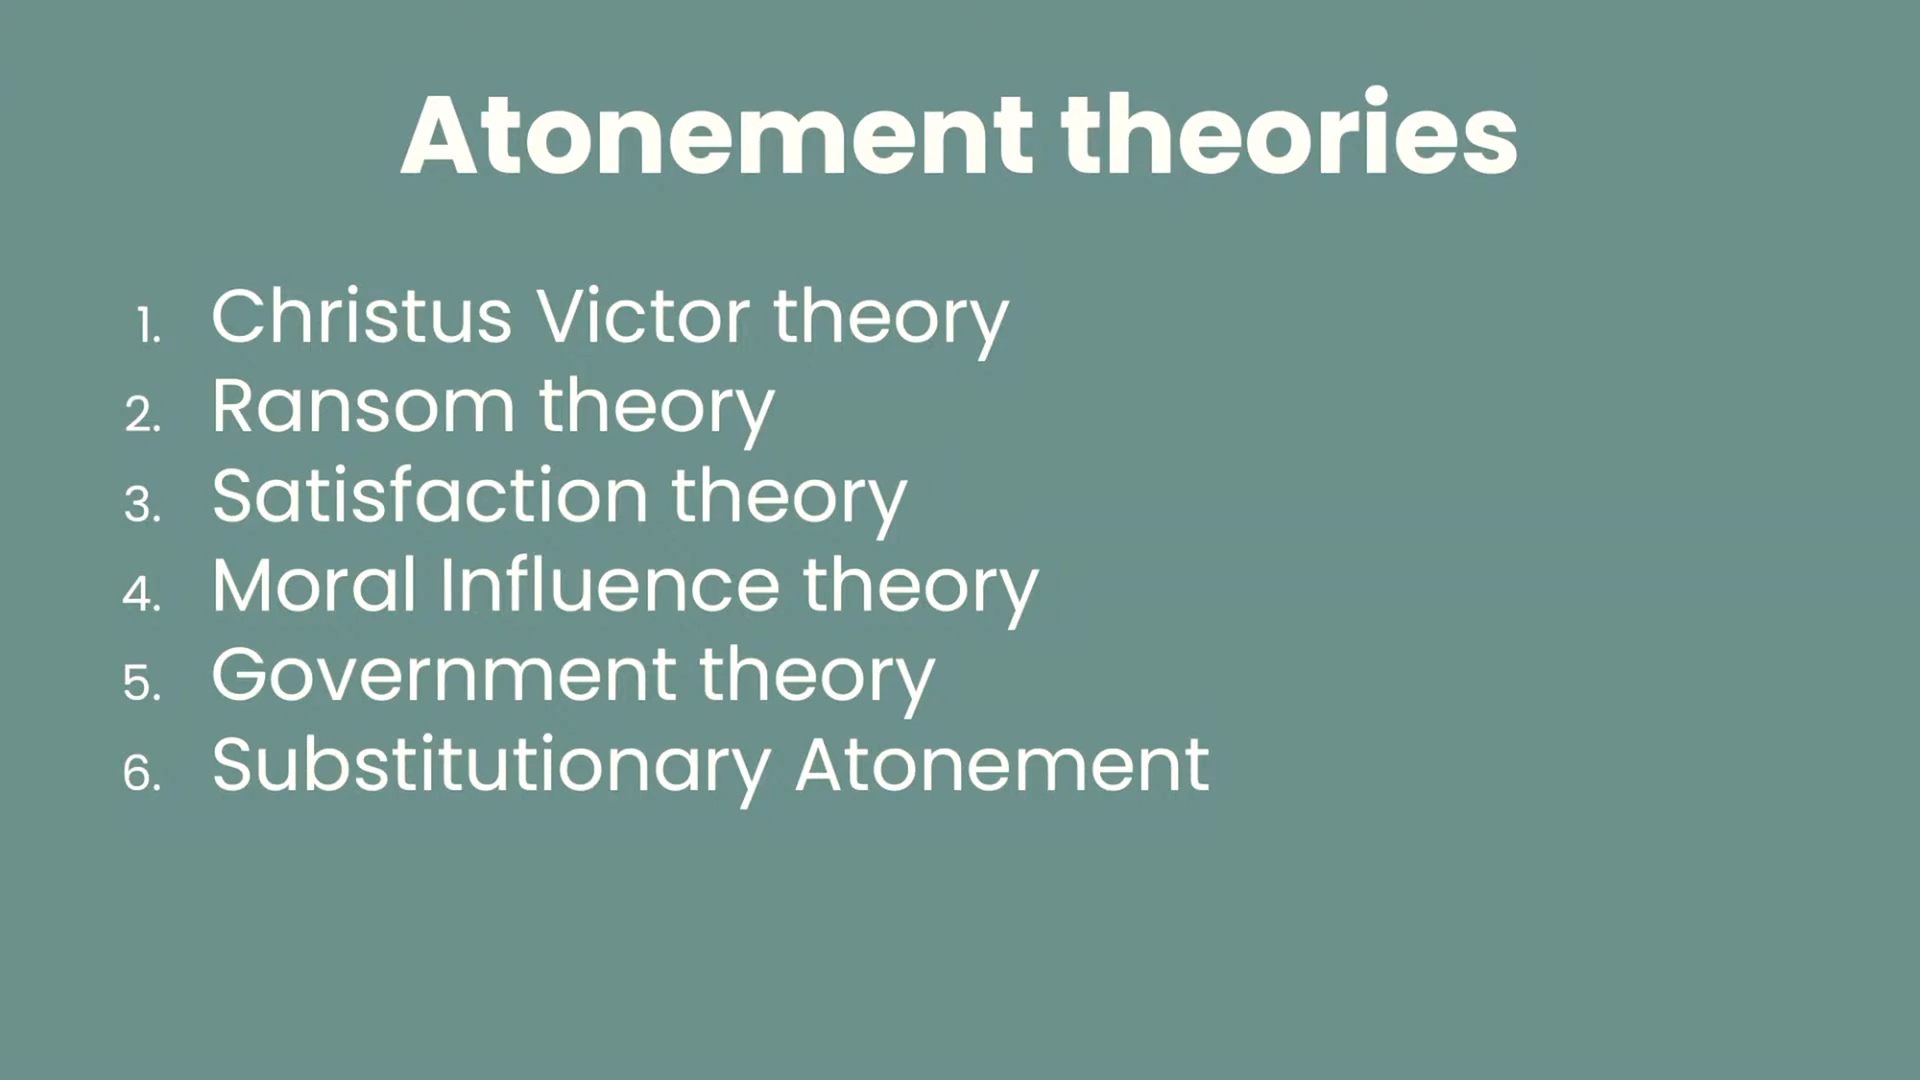 Atonement theories
1. Christus Victor theory
2. Ransom theory
3. Satisfaction theory
4. Moral Influence theory
5. Government theory
6. Substitutionary Atonement